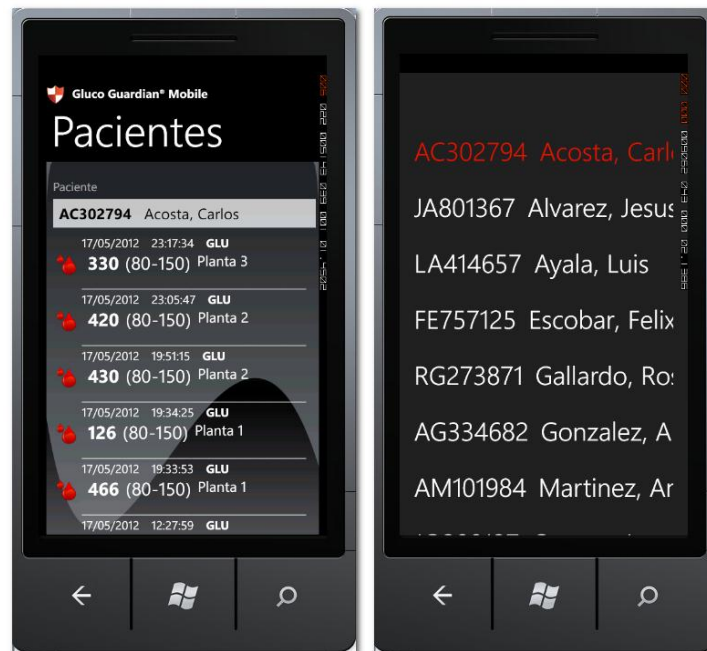 Gluco Guardian® Mobile
Pacientes
Paciente
AC302794 Acosta, Carlos
17/05/2012 23:17:34 GLU
330 (80-150) Planta 3
17/05/2012 23:05:47 GLU
420 (80-150) Planta 2
17/05/2012 19:51:15 GLU
430 (80-150) Planta 2
17/05/2012 19:34:25 GLU
126 (80-150) Planta 1
17/05/2012 19:33:53 GLU
466 (80-150) Planta 1
17/05/2012 12:27:59 GLU
AC302794 Acosta, Carl
JA801367 Alvarez, Jesus
LA414657 Ayala, Luis
FE757125 Escobar, Felix
RG273871 Gallardo, Ro
AG334682 Gonzalez, A
AM101984 Martinez, Ar